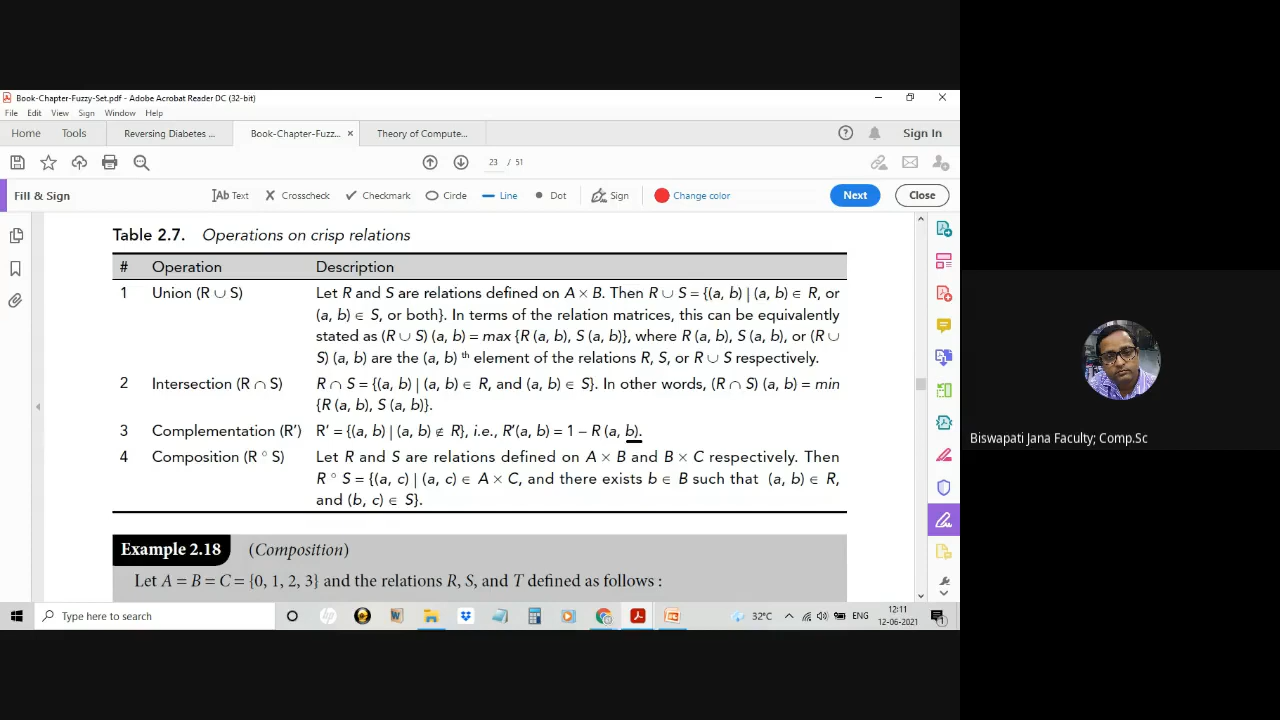 Book-Chapter-Fuzzy-Set.pdf - Adobe Acrobat Reader DC (32-bit)
File Edit View Sign Window Help
Home Tools Reversing Diabetes ... Book-Chapter-Fuzz... × Theory of Compute... Sign In
23 / 51
Fill & Sign Ab Text Crosscheck Checkmark Circle Line Dot Sign Change color Next Close
Table 2.7. Operations on crisp relations
# Operation Description
1 Union (R ∪ S) Let R and S are relations defined on A × B. Then R ∪ S = {(a, b) | (a, b) ∈ R, or
(a, b) ∈ S, or both}. In terms of the relation matrices, this can be equivalently
stated as (R ∪ S) (a, b) = max {R (a, b), S (a, b)}, where R (a, b), S (a, b), or (R ∪
S) (a, b) are the (a, b) th element of the relations R, S, or R ∪ S respectively.
2 Intersection (R ∩ S) R ∩ S = {(a, b) | (a, b) ∈ R, and (a, b) ∈ S}. In other words, (R ∩ S) (a, b) = min
{R (a, b), S (a, b)}.
3 Complementation (R’) R’ = {(a, b) | (a, b) ∉ R}, i.e., R’(a, b) = 1 – R (a, b).
4 Composition (R ° S) Let R and S are relations defined on A × B and B × C respectively. Then
R ° S = {(a, c) | (a, c) ∈ A × C, and there exists b ∈ B such that (a, b) ∈ R,
and (b, c) ∈ S}.
Example 2.18 (Composition)
Let A = B = C = {0, 1, 2, 3} and the relations R, S, and T defined as follows :
Type here to search 32°C ENG 12:11
12-06-2021
Biswapati Jana Faculty; Comp.Sc